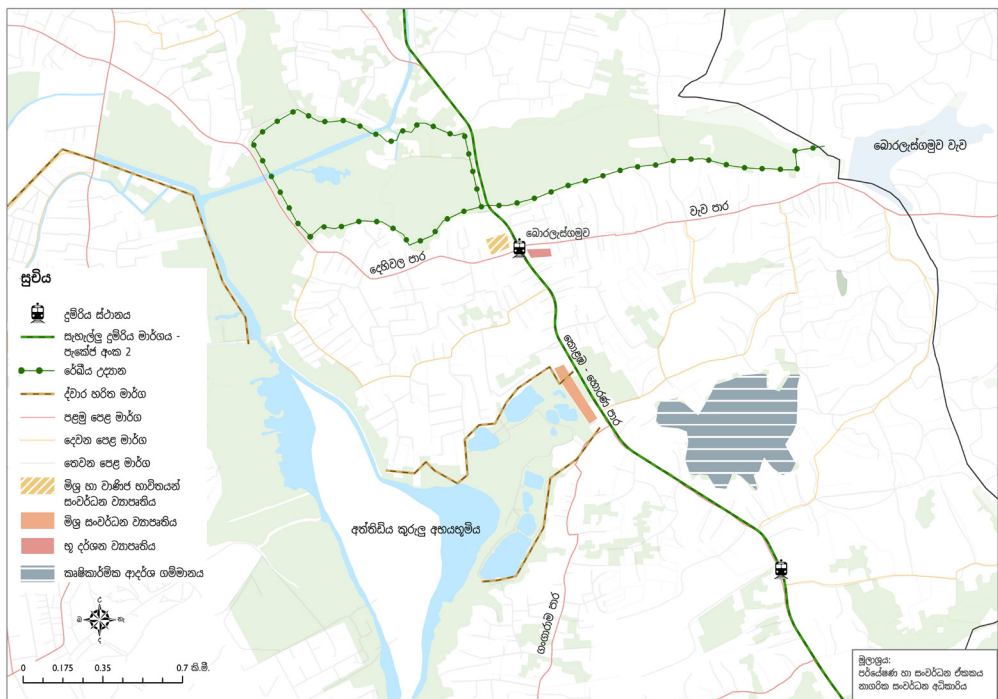 බොරලැස්ගමුව වැව
වැව පාර
බොරලැස්ගමුව
දෙහිවල පාර
කොළඹ - හොරණ පාර
අත්තිඩිය කුරුලු අභයභූමිය
ගංගාරාම පාර
සූචිය
දුම්රිය ස්ථානය
සැහැල්ලු දුම්රිය මාර්ගය -
පැකේජ අංක 2
රේඛීය උද්‍යාන
ද්වාර හරිත මාර්ග
පළමු පෙළ මාර්ග
දෙවන පෙළ මාර්ග
තෙවන පෙළ මාර්ග
මිශ්‍ර හා වාණිජ භාවිතයන්
සංවර්ධන ව්‍යාපෘතිය
මිශ්‍ර සංවර්ධන ව්‍යාපෘතිය
භූ දර්ශන ව්‍යාපෘතිය
කෘෂිකාර්මික ආදර්ශ ගම්මානය
උ
බ නැ
ද
0 0.175 0.35 0.7 කි.මී.
මූලාශ්‍රය:
පර්යේෂණ හා සංවර්ධන ඒකකය
නාගරික සංවර්ධන අධිකාරිය